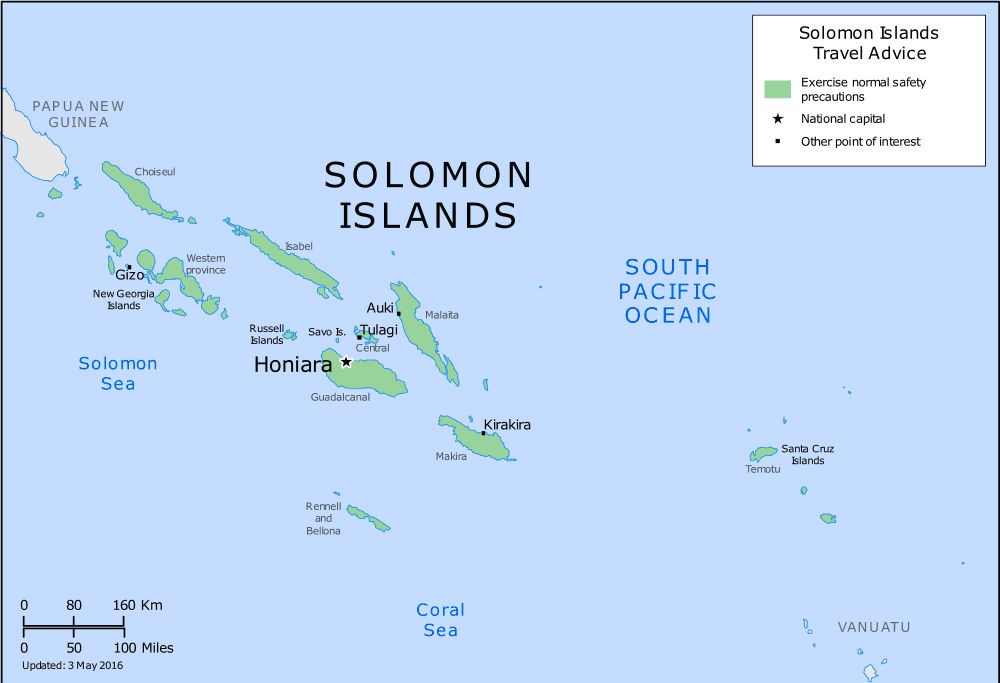 Solomon Islands
Travel Advice
Exercise normal safety
precautions
National capital
Other point of interest
PAPUA NEW
GUINEA
Choiseul
SOLOMON
ISLANDS
Isabel
Western
province
Gizo
New Georgia
Islands
SOUTH
PACIFIC
OCEAN
Auki
Malaita
Russell
Islands
Savo Is.
Tulagi
Central
Solomon
Sea
Honiara
Guadalcanal
Kirakira
Makira
Santa Cruz
Islands
Temotu
Rennell
and
Bellona
Coral
Sea
0 80 160 Km
0 50 100 Miles
Updated: 3 May 2016
VANUATU